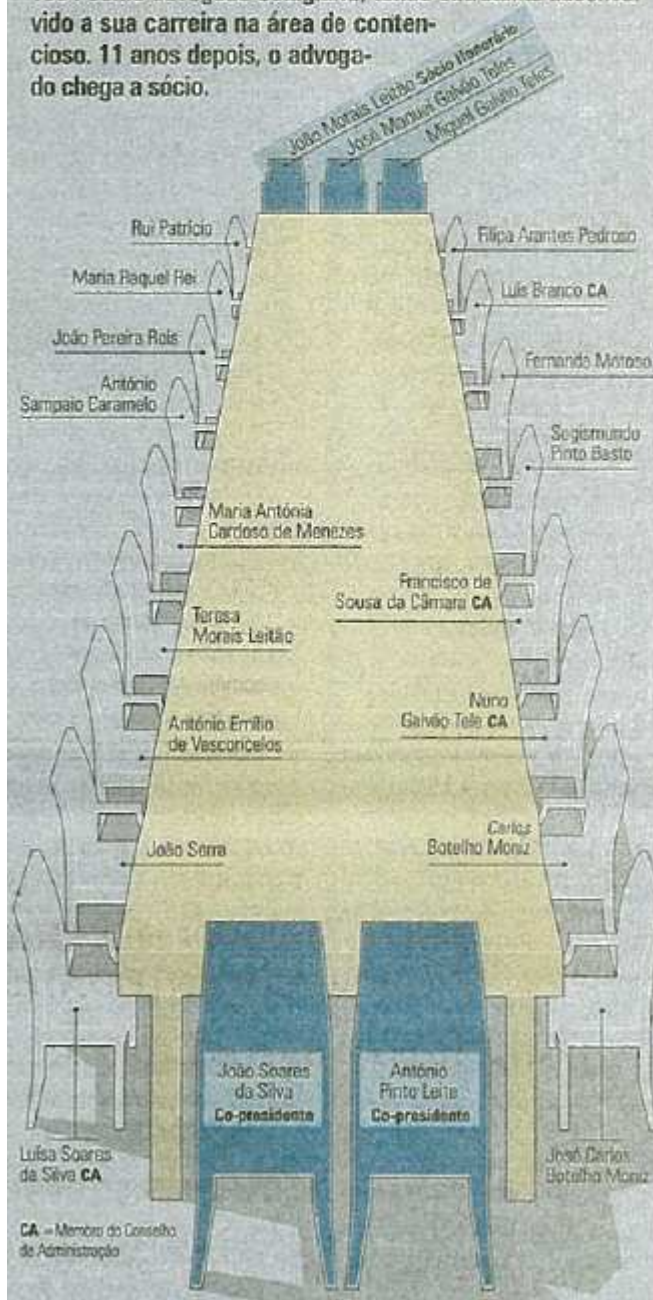 vido a sua carreira na área de conten-
cioso. 11 anos depois, o advoga-
do chega a sócio.
João Morais Leitão Sócio Honorário
José Manuel Galvão Teles
Miguel Galvão Teles
Rui Patrício
Filipa Arantes Pedroso
Maria Raquel Rei
Luis Branco CA
João Pereira Reis
Fernando
António
Sampaio Caramelo
Segismundo
Pinto Basto
Maria Antónia
Cardoso de Menezes
Francisco de
Sousa da Câmara CA
Teresa
Morais Leitão
Nuno
Galvão Tele CA
António Emílio
de Vasconcelos
Carlos
Botelho Moniz
João Serra
João Soares
da Silva
Co-presidente
António
Pinto Leite
Co-presidente
Luísa Soares
da Silva CA
José Carlos
Botelho Moniz
CA – Membro do Conselho
de Administração